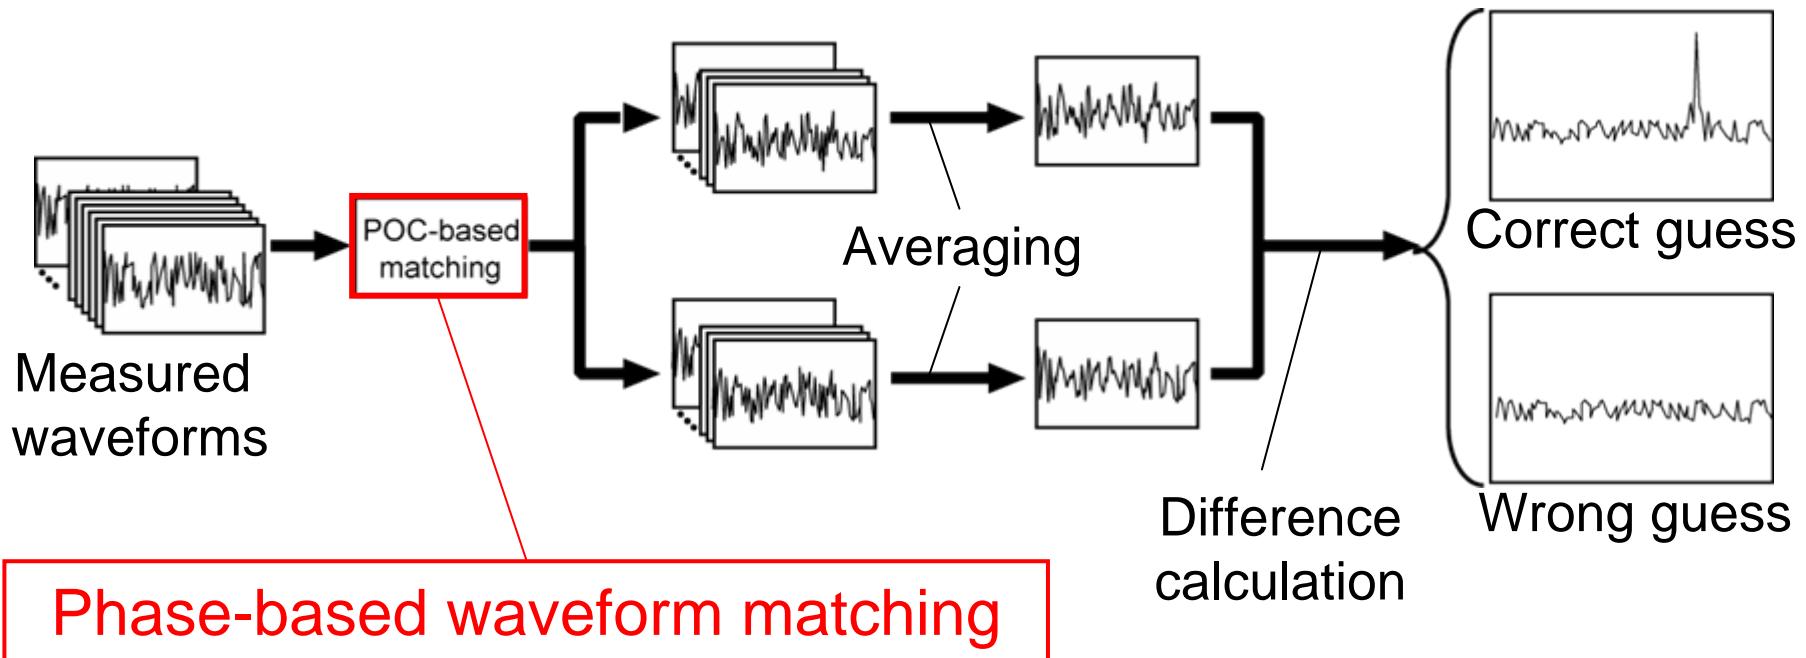 Measured
waveforms
POC-based
matching
Averaging
Difference
calculation
Correct guess
Wrong guess
Phase-based waveform matching